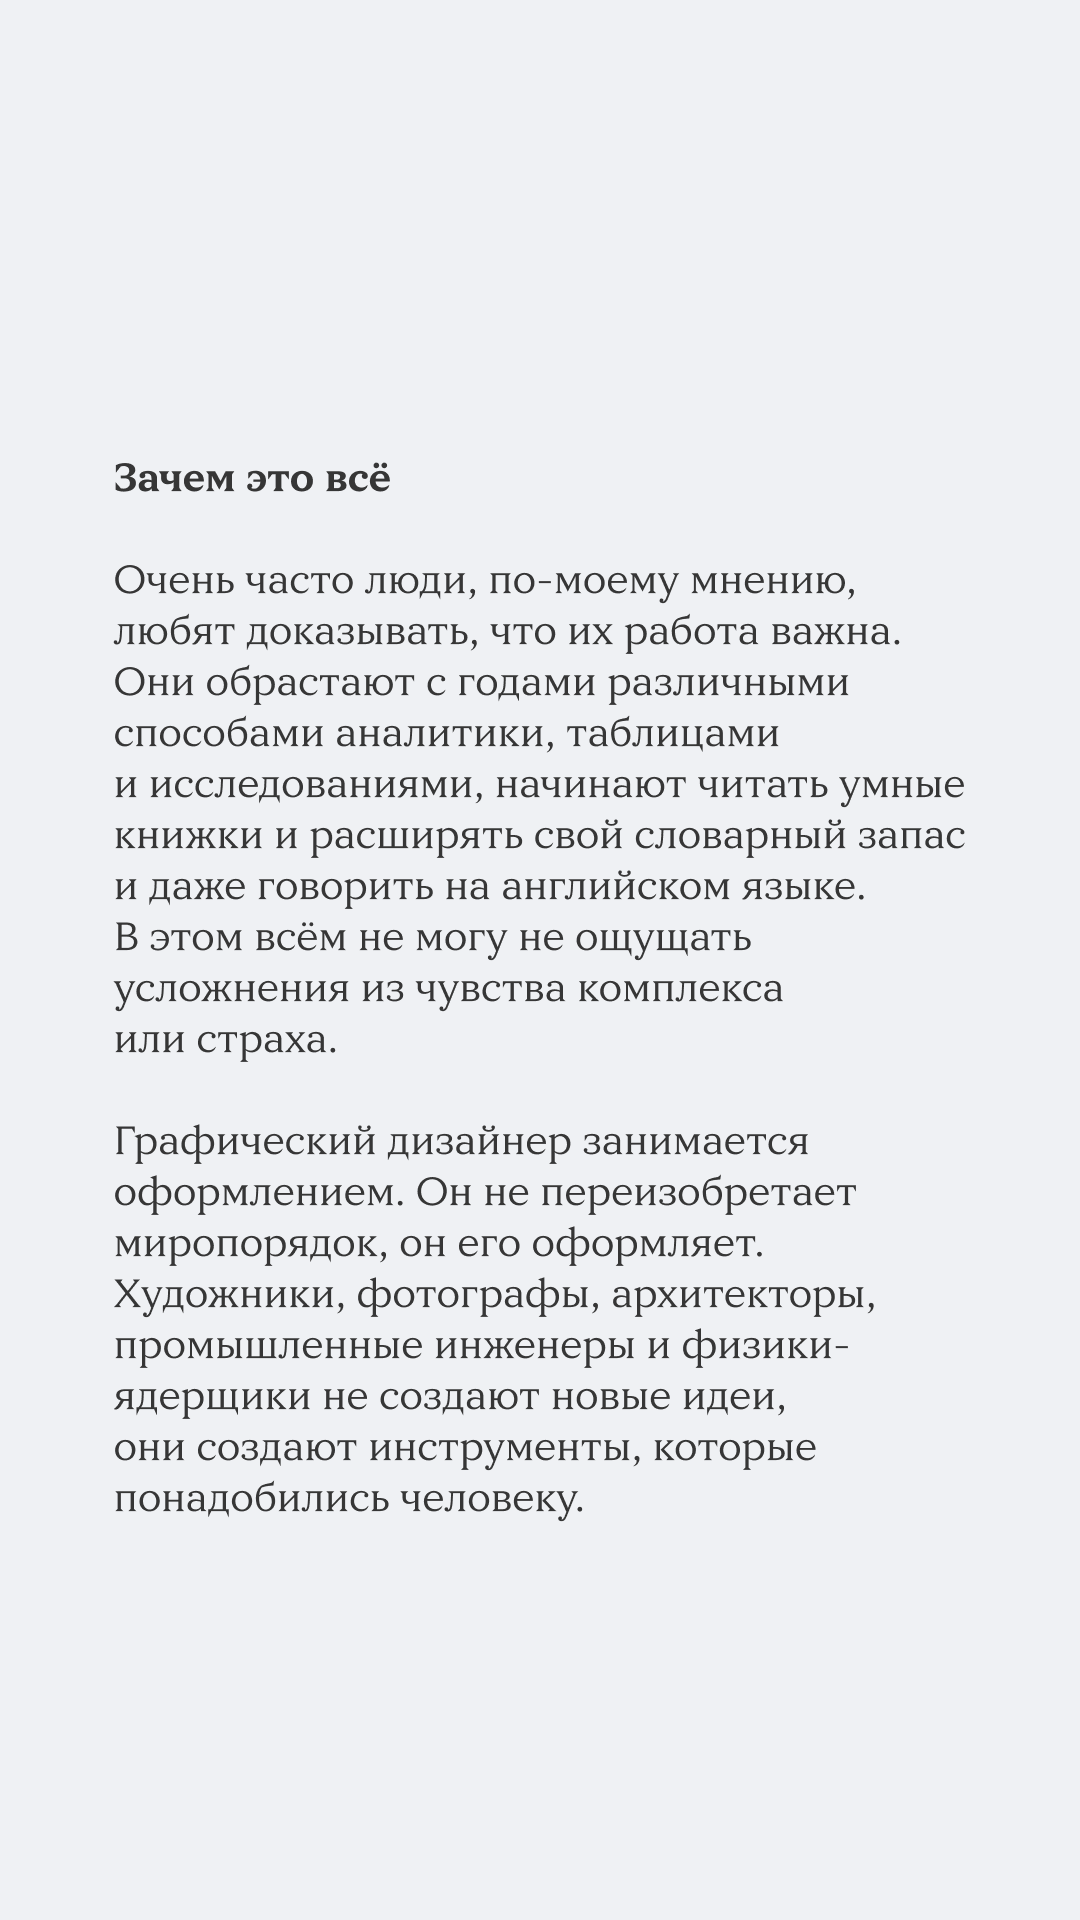 Зачем это всё
Очень часто люди, по-моему мнению,
любят доказывать, что их работа важна.
Они обрастают с годами различными
способами аналитики, таблицами
и исследованиями, начинают читать умные
книжки и расширять свой словарный запас
и даже говорить на английском языке.
В этом всём не могу не ощущать
усложнения из чувства комплекса
или страха.
Графический дизайнер занимается
оформлением. Он не переизобретает
миропорядок, он его оформляет.
Художники, фотографы, архитекторы,
промышленные инженеры и физики-
ядерщики не создают новые идеи,
они создают инструменты, которые
понадобились человеку.